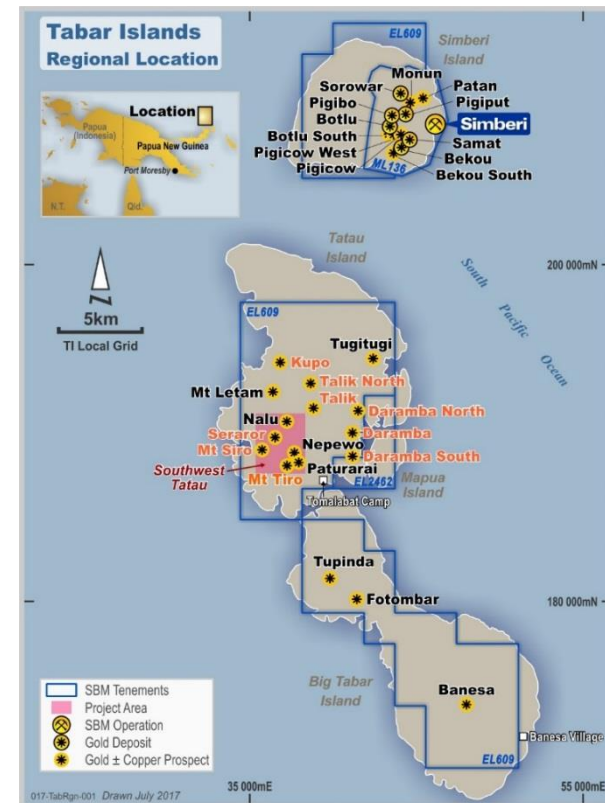 Tabar Islands
Regional Location
Location
Papua
(Indonesia)
Papua New
Guinea
Port Moresby
N.T.
Qld.
EL609
Simberi
Island
Monun
Sorowar
Patan
Pigibo
Pigiput
Botlu
Simberi
Botlu South
Samat
Pigicow West
Bekou
Pigicow
ML136
Bekou South
N
5km
TI Local Grid
Tatau
Island
200 000mN
South Pacific Ocean
EL609
Tugitugi
Kupo
Talik North
Mt Letam
Talik
Daramba North
Nalu
Seraror
Daramba
Mt Siro
Nepewo
Daramba South
Southwest
Tatau
Paturarai
Mt Tiro
EL2462
Mapua
Island
Tomalabat Camp
Tupinda
Fotombar
180 000mN
Big Tabar
Island
Banesa
Banesa Village
EL609
SBM Tenements
Project Area
SBM Operation
Gold Deposit
Gold ± Copper Prospect
017-TabRgn-001 Drawn July 2017
35 000mE
55 000mE